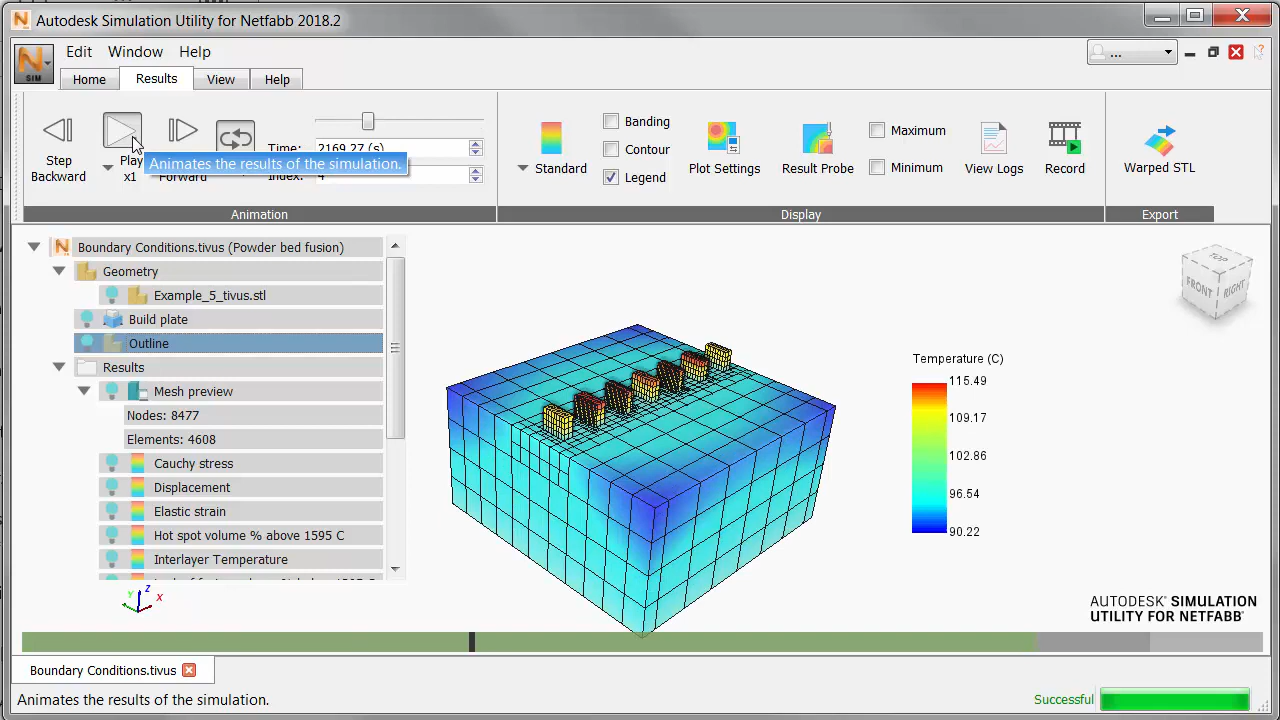 Autodesk Simulation Utility for Netfabb 2018.2
Edit Window Help
...
SIM
Home Results View Help
Step Backward
Play x1
Forward
Time: 2169.27 (s)
Index: 4
Animates the results of the simulation.
Animation
Standard
Banding
Contour
Legend
Plot Settings
Result Probe
Maximum
Minimum
View Logs
Record
Display
Warped STL
Export
Boundary Conditions.tivus (Powder bed fusion)
Geometry
Example_5_tivus.stl
Build plate
Outline
Results
Mesh preview
Nodes: 8477
Elements: 4608
Cauchy stress
Displacement
Elastic strain
Hot spot volume % above 1595 C
Interlayer Temperature
TOP
FRONT
RIGHT
Temperature (C)
115.49
109.17
102.86
96.54
90.22
Y Z X
AUTODESK® SIMULATION
UTILITY FOR NETFABB®
Boundary Conditions.tivus
Animates the results of the simulation.
Successful